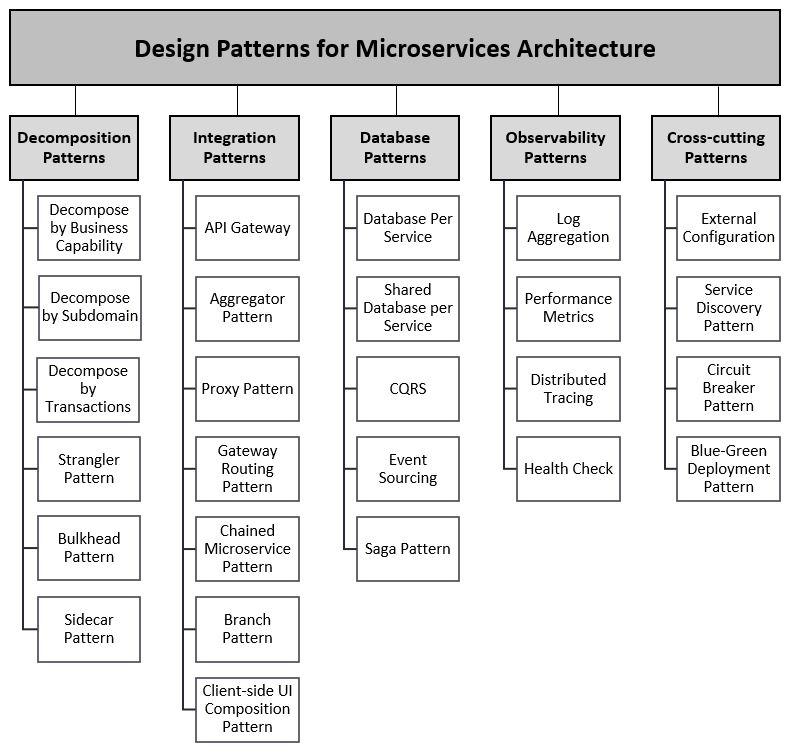 Design Patterns for Microservices Architecture
Decomposition
Patterns
Decompose
by Business
Capability
Decompose
by Subdomain
Decompose
by
Transactions
Strangler
Pattern
Bulkhead
Pattern
Sidecar
Pattern
Integration
Patterns
API Gateway
Aggregator
Pattern
Proxy Pattern
Gateway
Routing
Pattern
Chained
Microservice
Pattern
Branch
Pattern
Client-side UI
Composition
Pattern
Database
Patterns
Database Per
Service
Shared
Database per
Service
CQRS
Event
Sourcing
Saga Pattern
Observability
Patterns
Log
Aggregation
Performance
Metrics
Distributed
Tracing
Health Check
Cross-cutting
Patterns
External
Configuration
Service
Discovery
Pattern
Circuit
Breaker
Pattern
Blue-Green
Deployment
Pattern